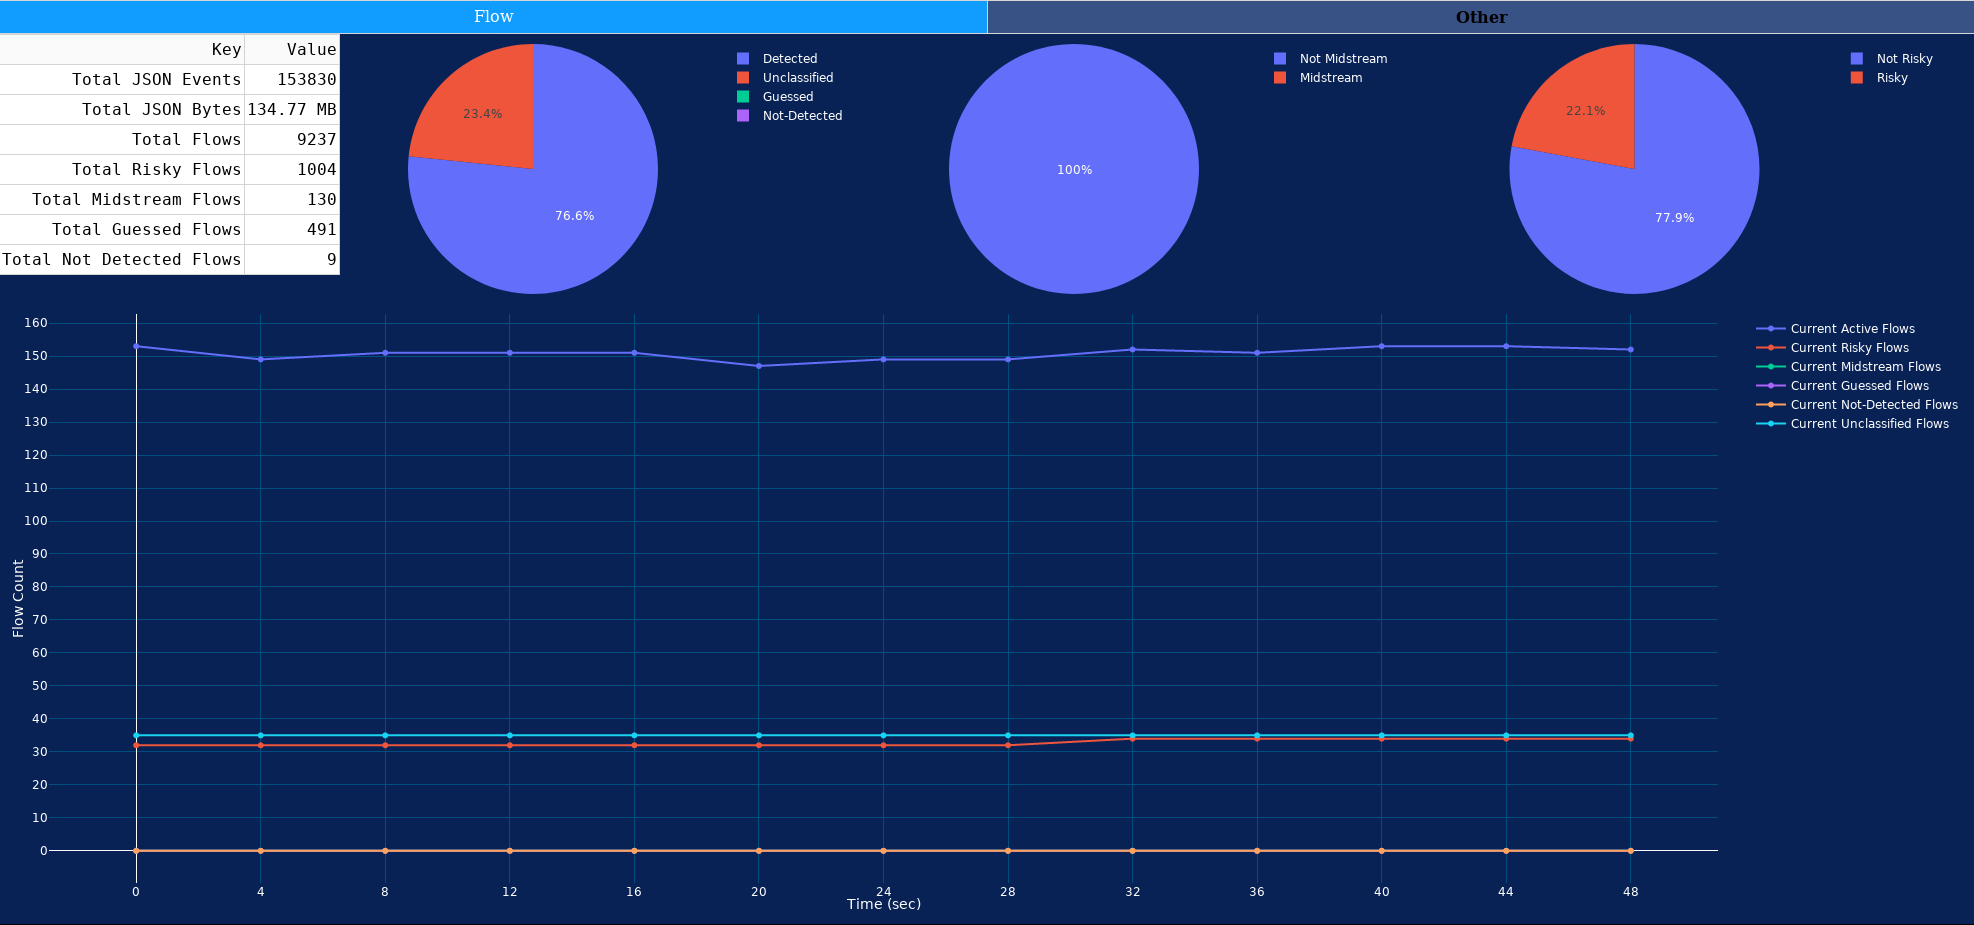 Flow
Other
Key Value
Total JSON Events 153830
Total JSON Bytes 134.77 MB
Total Flows 9237
Total Risky Flows 1004
Total Midstream Flows 130
Total Guessed Flows 491
Total Not Detected Flows 9
23.4%
76.6%
Detected
Unclassified
Guessed
Not-Detected
100%
Not Midstream
Midstream
22.1%
77.9%
Not Risky
Risky
160
150
140
130
120
110
100
90
80
70
60
50
40
30
20
10
0
Flow Count
0 4 8 12 16 20 24 28 32 36 40 44 48
Time (sec)
Current Active Flows
Current Risky Flows
Current Midstream Flows
Current Guessed Flows
Current Not-Detected Flows
Current Unclassified Flows